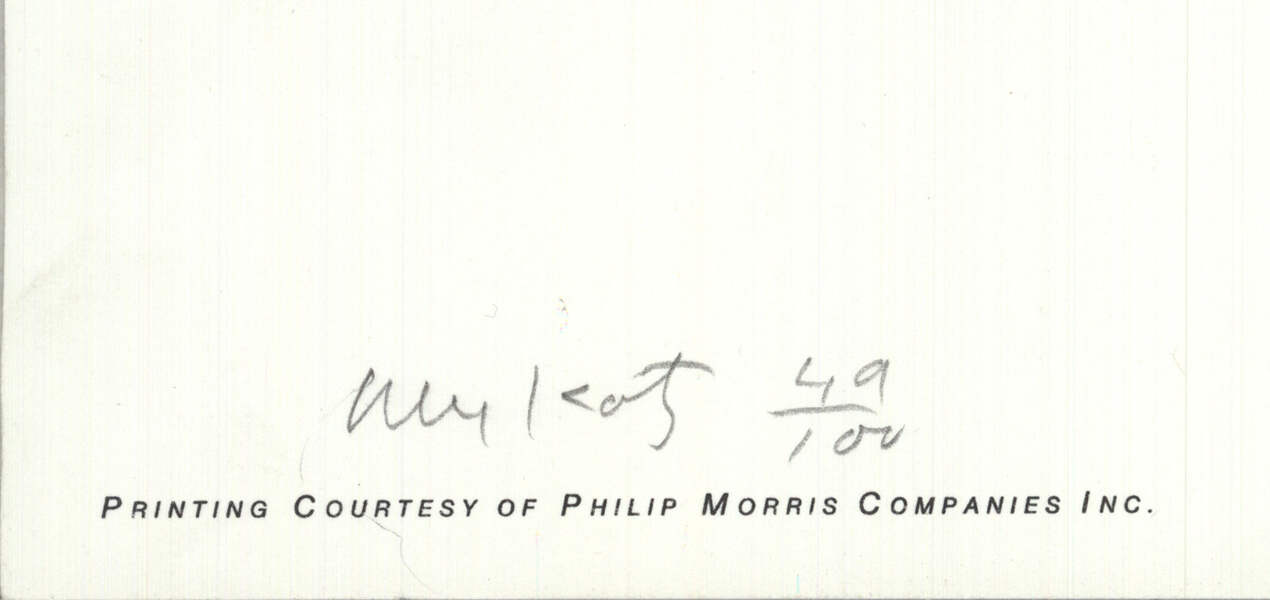 Alex Katz 49/100
PRINTING COURTESY OF PHILIP MORRIS COMPANIES INC.